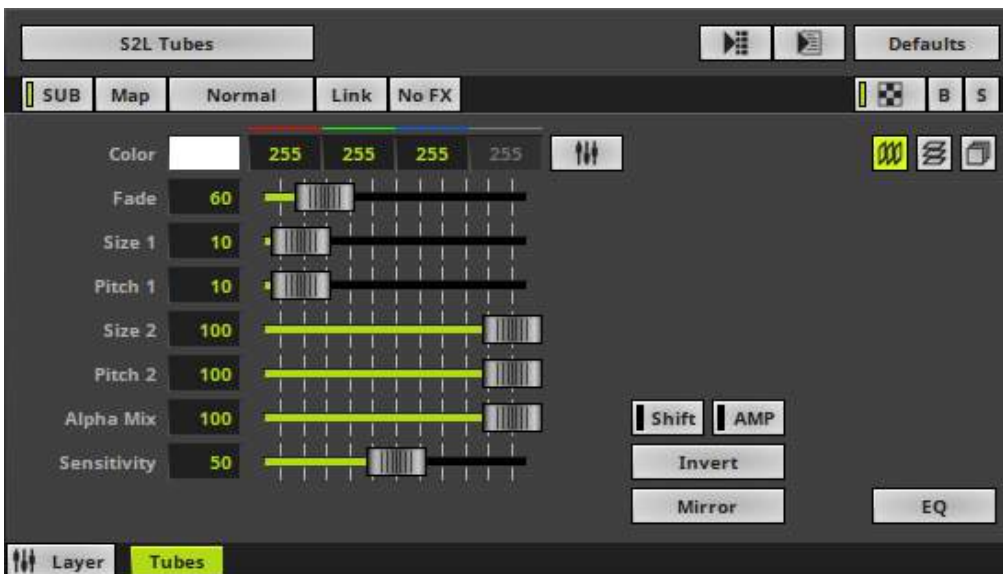 S2L Tubes Defaults
SUB Map Normal Link No FX B S
Color 255 255 255 255
Fade 60
Size 1 10
Pitch 1 10
Size 2 100
Pitch 2 100
Alpha Mix 100 Shift AMP
Sensitivity 50 Invert
Mirror EQ
Layer Tubes